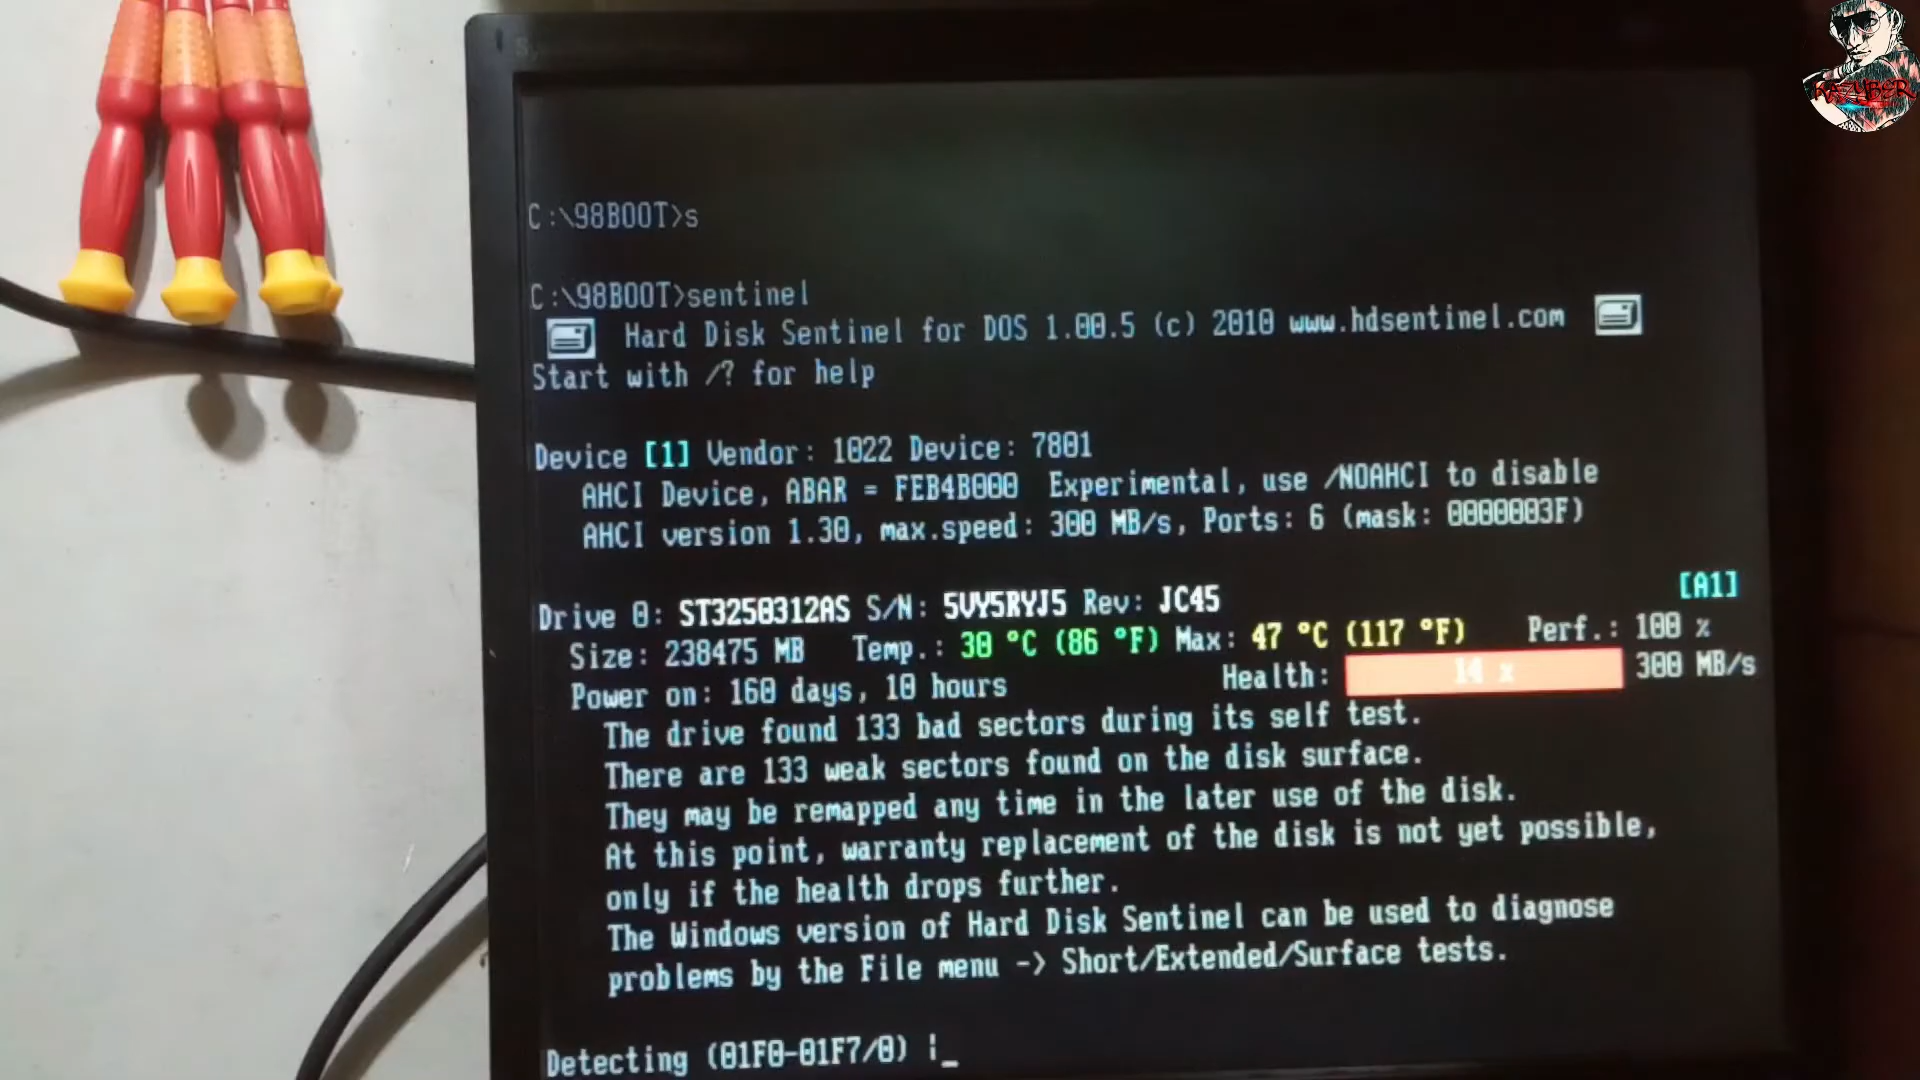 KAZYBER
C:\98BOOT>s
C:\98BOOT>sentinel
Hard Disk Sentinel for DOS 1.00.5 (c) 2010 www.hdsentinel.com
Start with /? for help
Device [1] Vendor: 1022 Device: 7801
AHCI Device, ABAR = FEB4B000 Experimental, use /NOAHCI to disable
AHCI version 1.30, max.speed: 300 MB/s, Ports: 6 (mask: 0000003F)
[A1]
Drive 0: ST3250312AS S/N: 5VY5RYJ5 Rev: JC45
Size: 238475 MB Temp.: 30 °C (86 °F) Max: 47 °C (117 °F) Perf.: 100 %
Power on: 160 days, 10 hours Health: 14 % 300 MB/s
The drive found 133 bad sectors during its self test.
There are 133 weak sectors found on the disk surface.
They may be remapped any time in the later use of the disk.
At this point, warranty replacement of the disk is not yet possible,
only if the health drops further.
The Windows version of Hard Disk Sentinel can be used to diagnose
problems by the File menu -> Short/Extended/Surface tests.
Detecting (01F0-01F7/0) |_